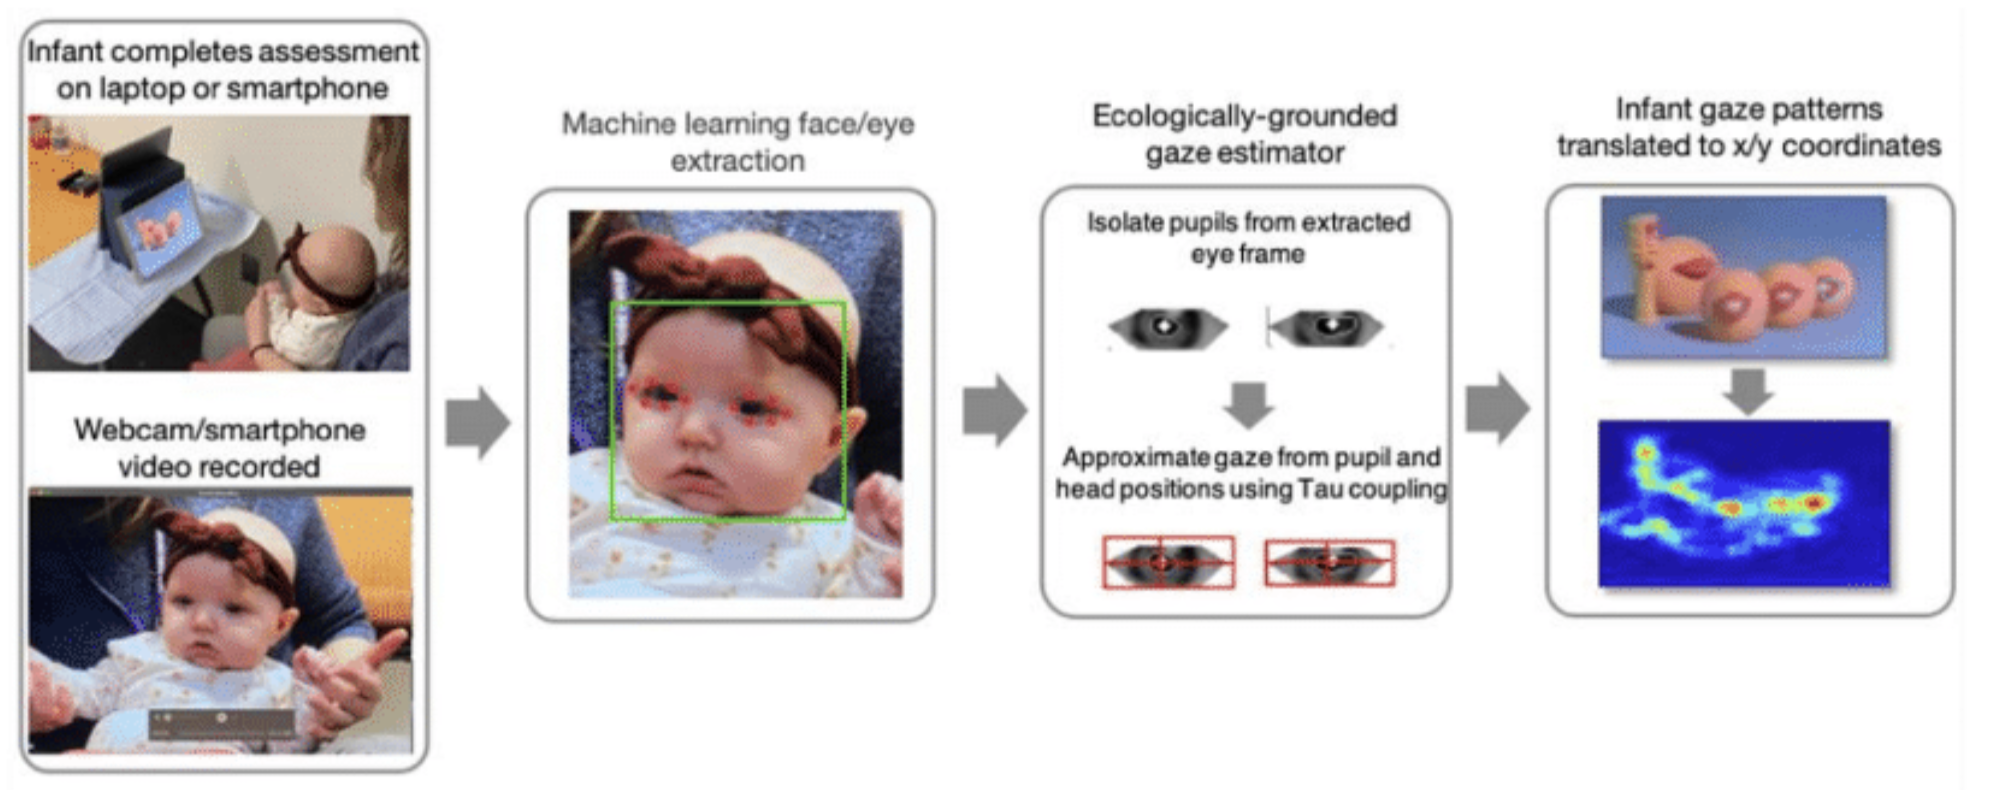 Infant completes assessment
on laptop or smartphone
Webcam/smartphone
video recorded
Machine learning face/eye
extraction
Ecologically-grounded
gaze estimator
Isolate pupils from extracted
eye frame
Approximate gaze from pupil and
head positions using Tau coupling
Infant gaze patterns
translated to x/y coordinates